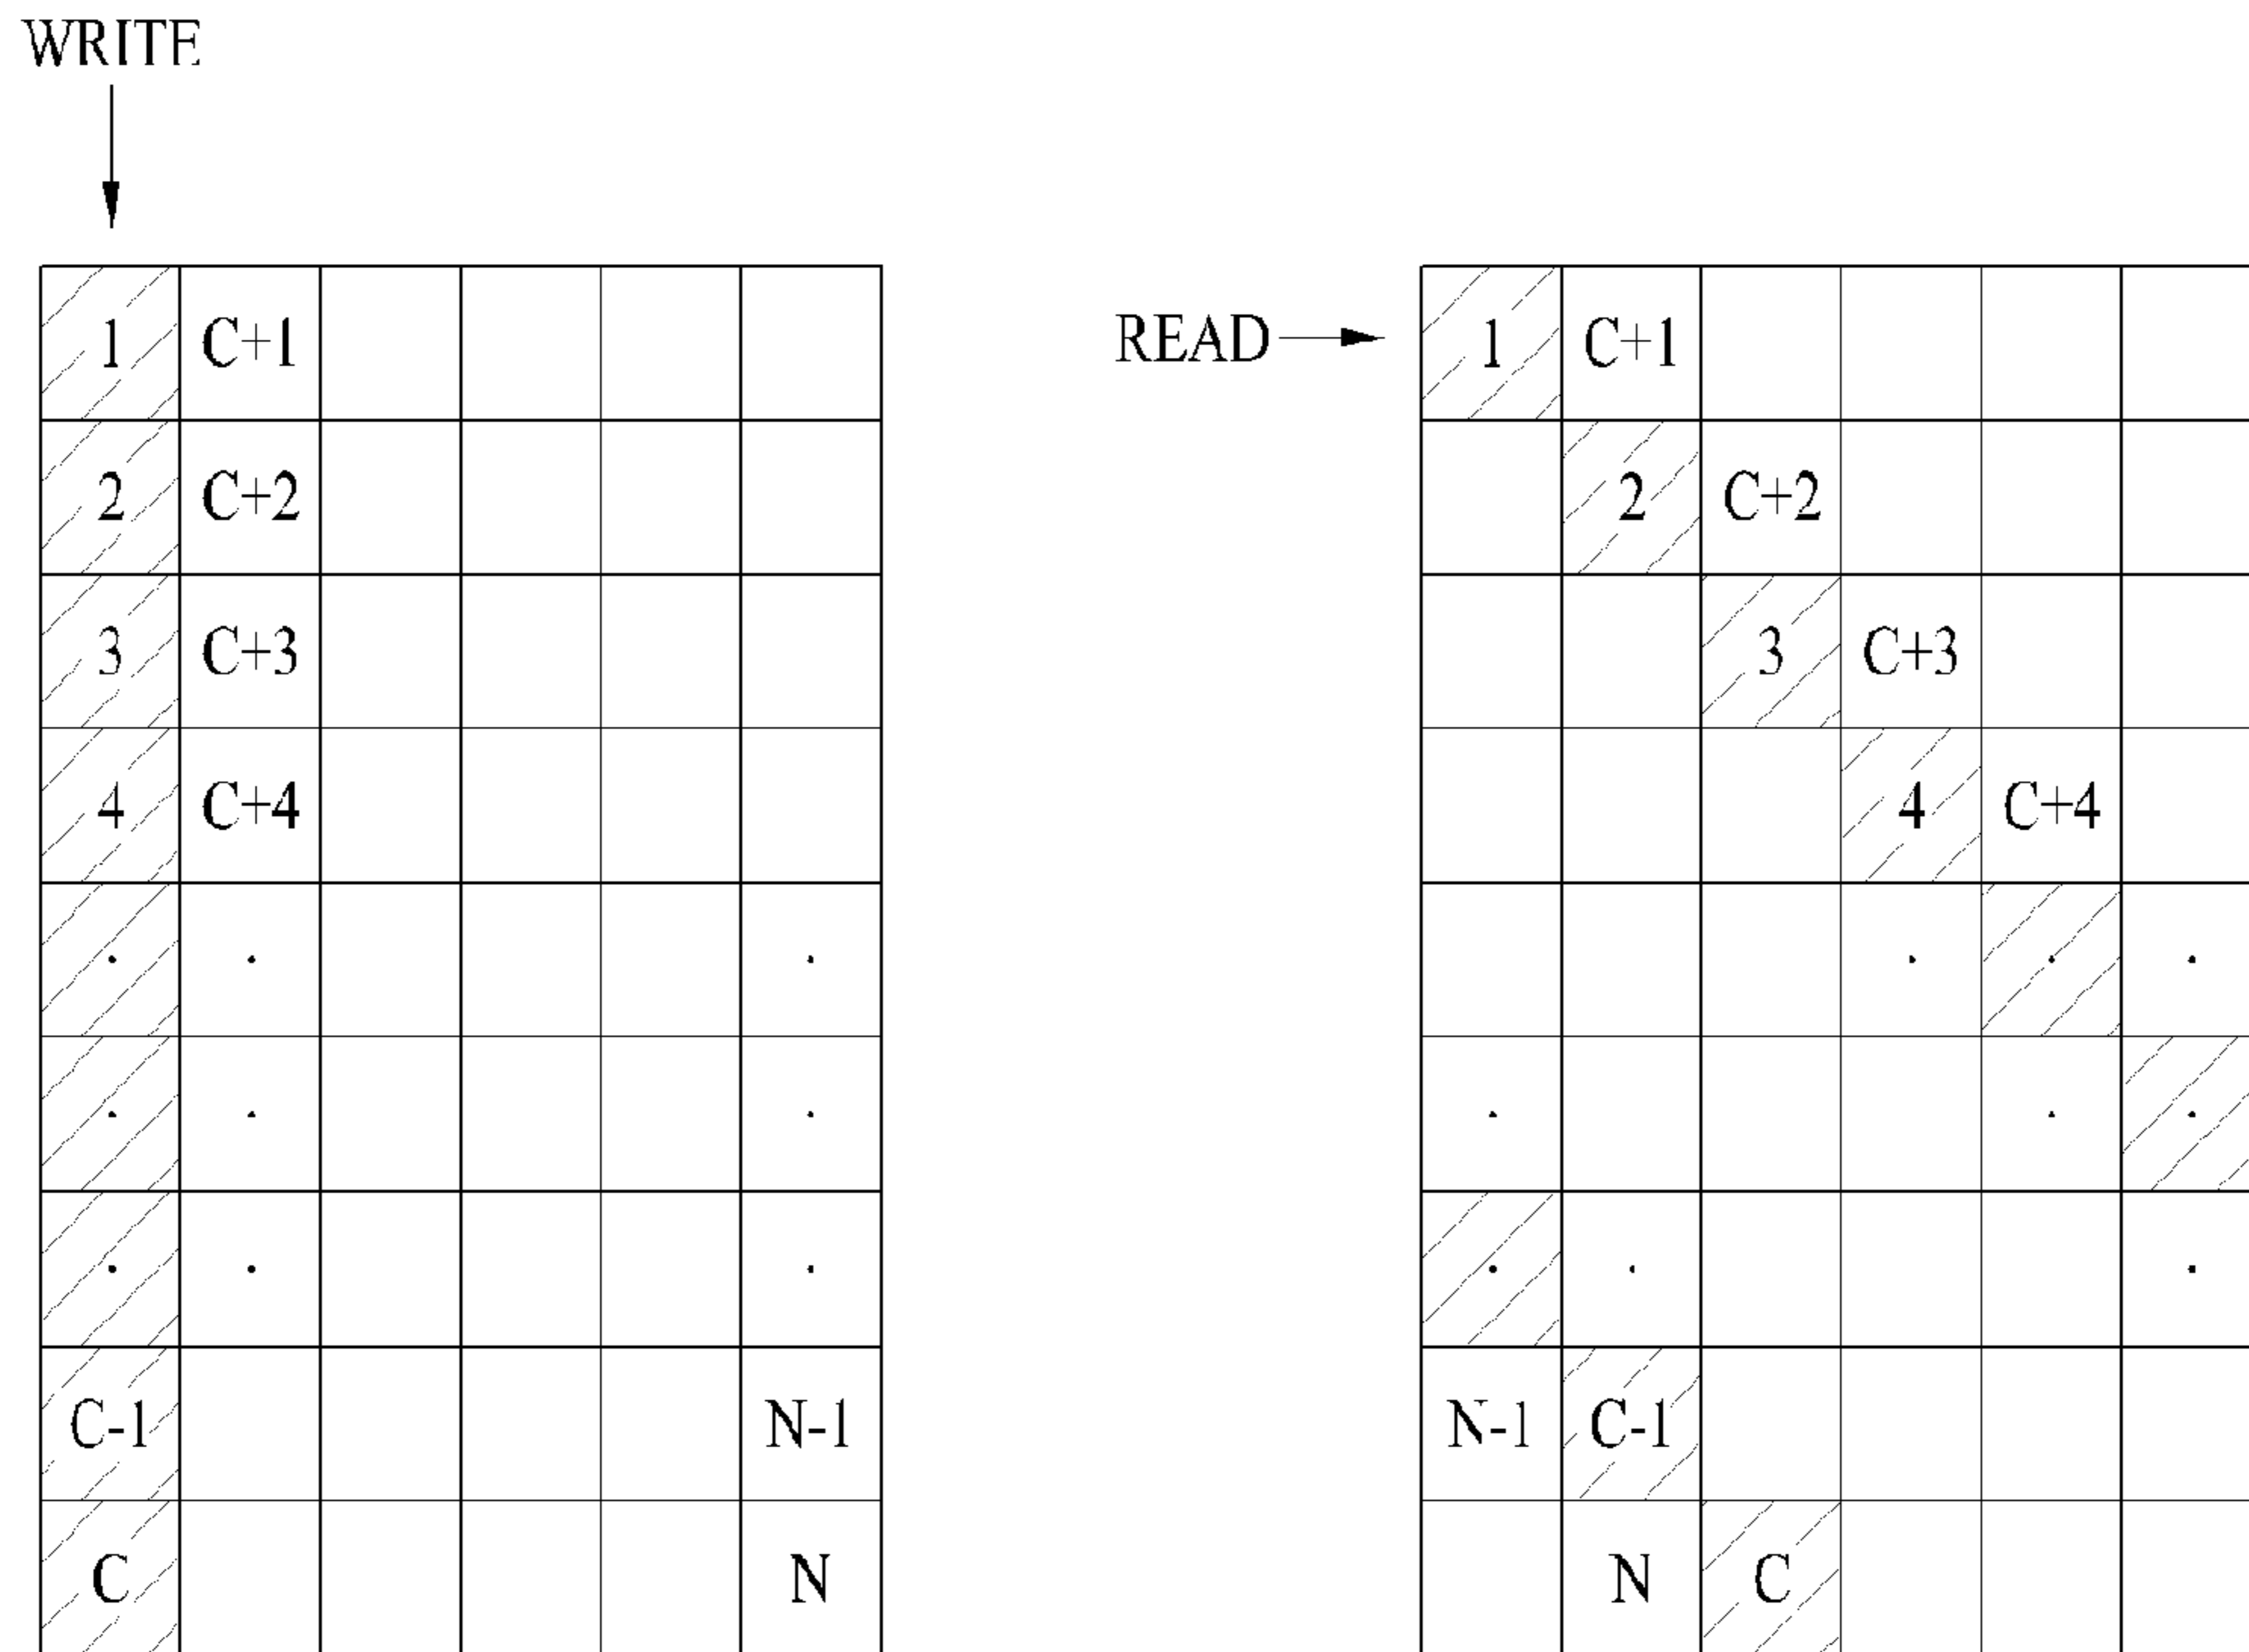 WRITE
READ
1 C+1 1 C+1
2 C+2 2 C+2
3 C+3 3 C+3
4 C+4 4 C+4
C-1 N-1 N-1 C-1
C N N C